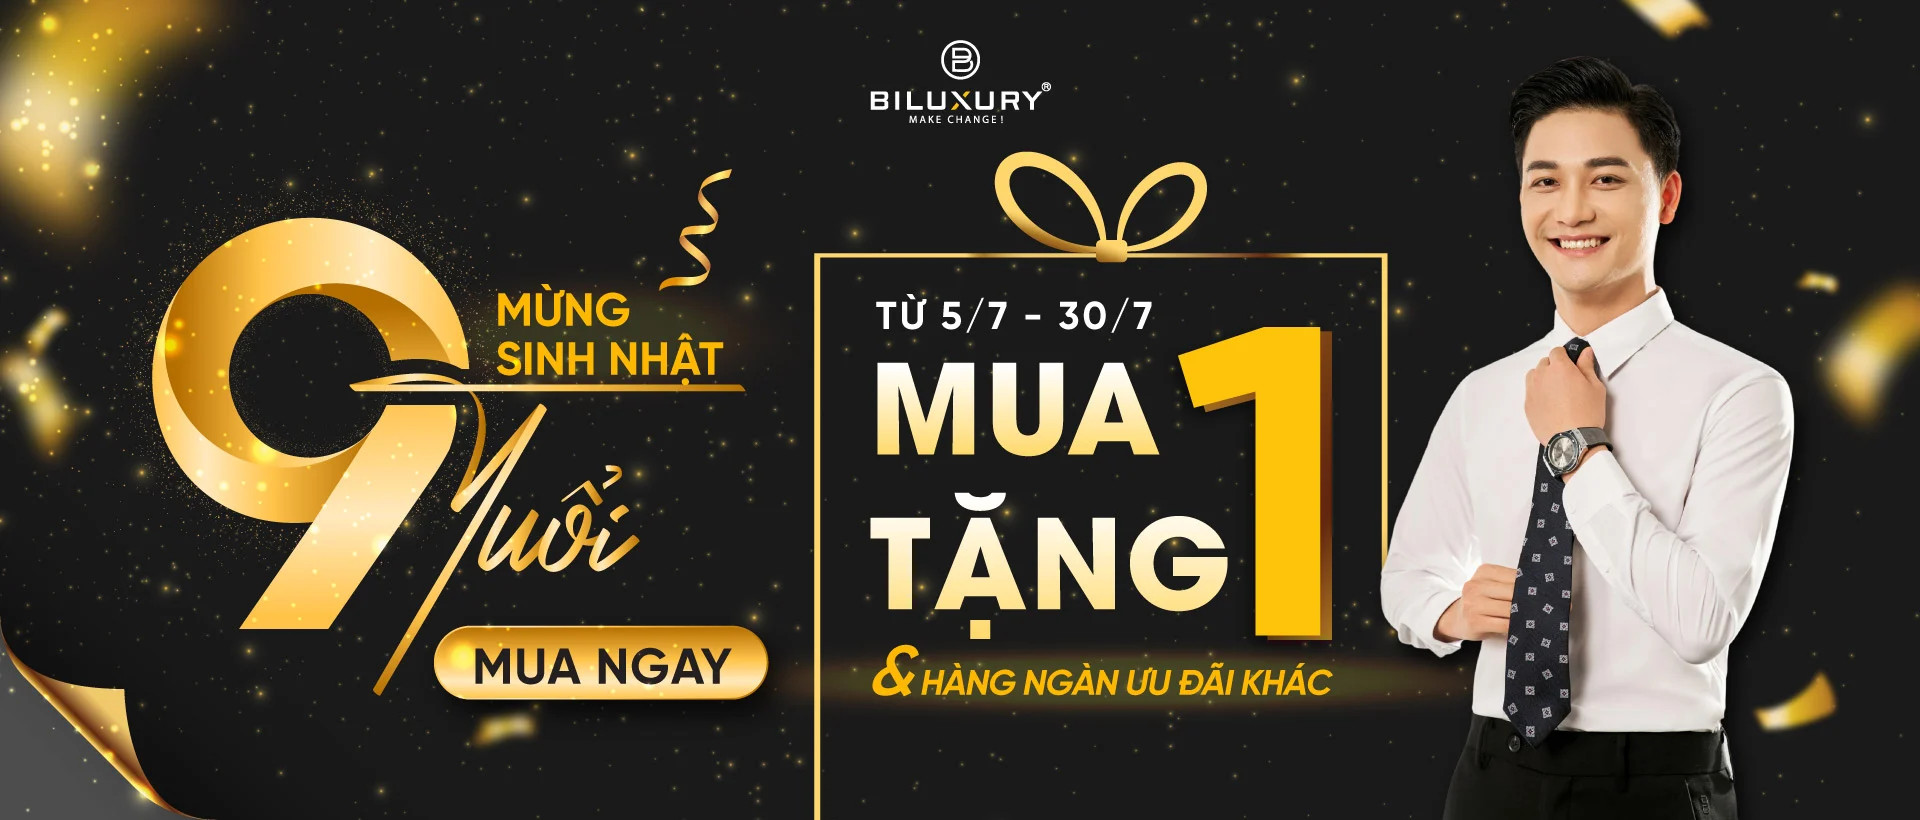 BILUXURY®
MAKE CHANGE!
9
MỪNG
SINH NHẬT
Tuổi
MUA NGAY
TỪ 5/7 - 30/7
MUA 1
TẶNG
& HÀNG NGÀN ƯU ĐÃI KHÁC